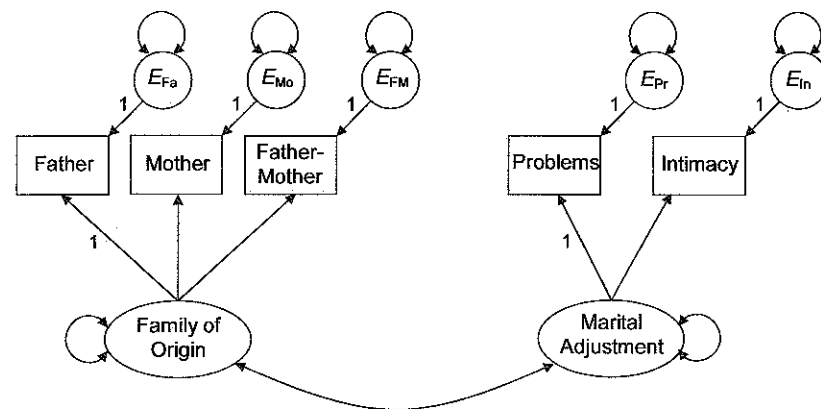 E_Fa
E_Mo
E_FM
E_Pr
E_In
1
1
1
1
1
Father
Mother
Father-
Mother
Problems
Intimacy
1
1
Family of
Origin
Marital
Adjustment